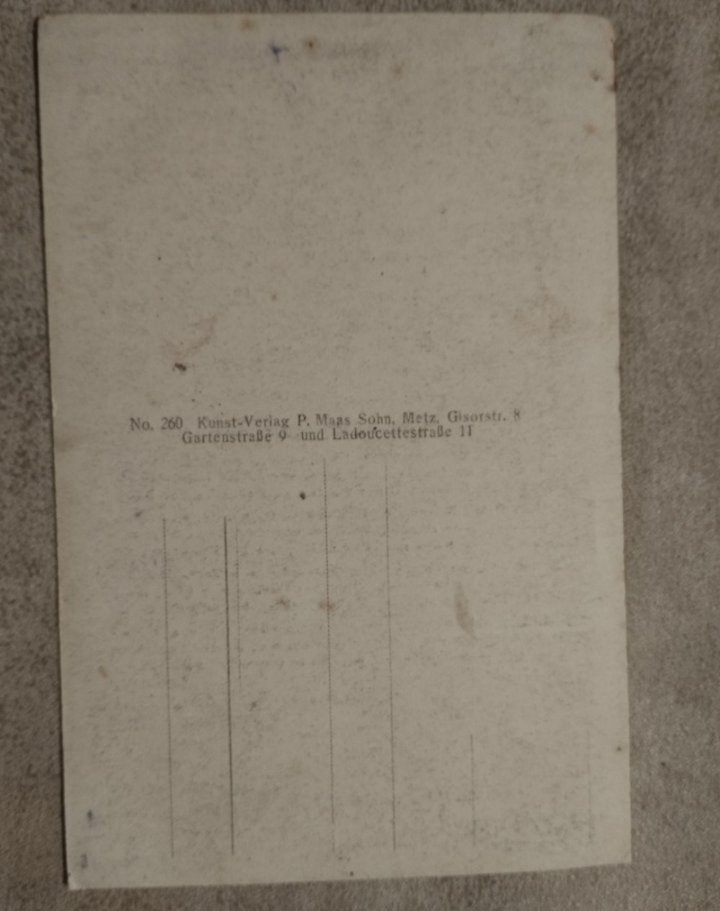 No. 260 Kunst-Verlag P. Maas Sohn, Metz, Gisorstr. 8
Gartenstraße 9 und Ladoucettestraße 11